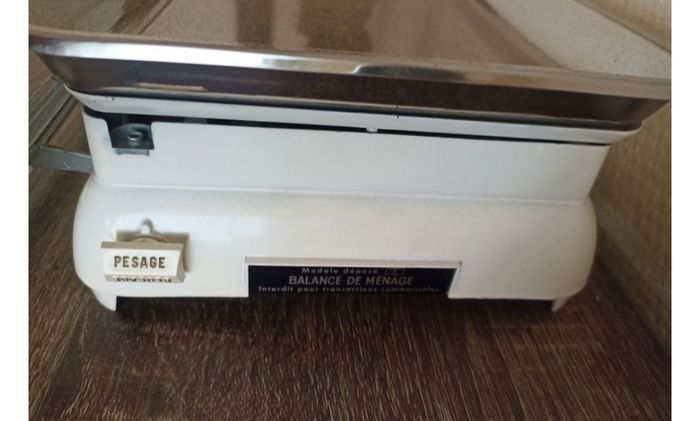 PESAGE
Modèle déposé
BALANCE DE MÉNAGE
Interdit pour transactions commerciales